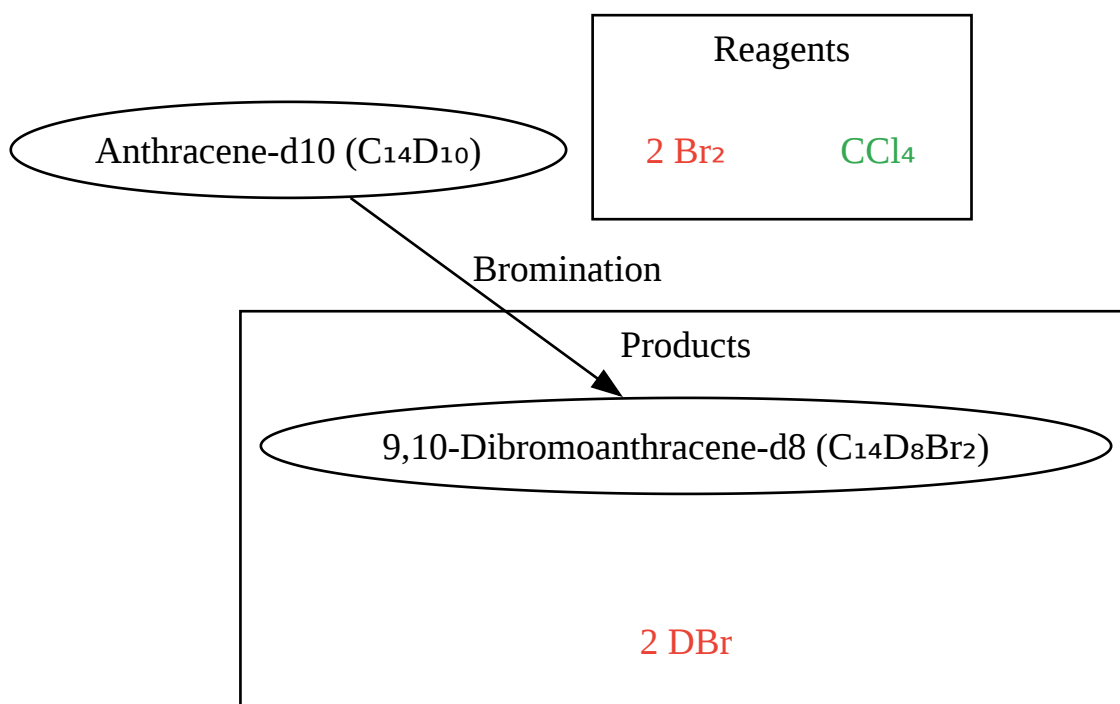 Reagents
Anthracene-d10 (C₁₄D₁₀)
2 Br₂
CCl₄
Bromination
Products
9,10-Dibromoanthracene-d8 (C₁₄D₈Br₂)
2 DBr